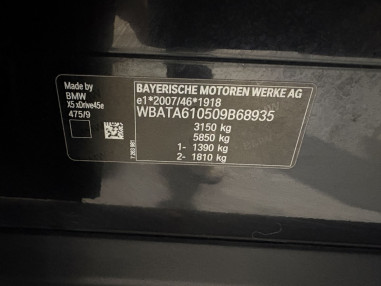 Made by
BMW
X5 xDrive45e
475/9
BAYERISCHE MOTOREN WERKE AG
e1*2007/46*1918
WBATA610509B68935
3150 kg
5850 kg
1- 1390 kg
2- 1810 kg